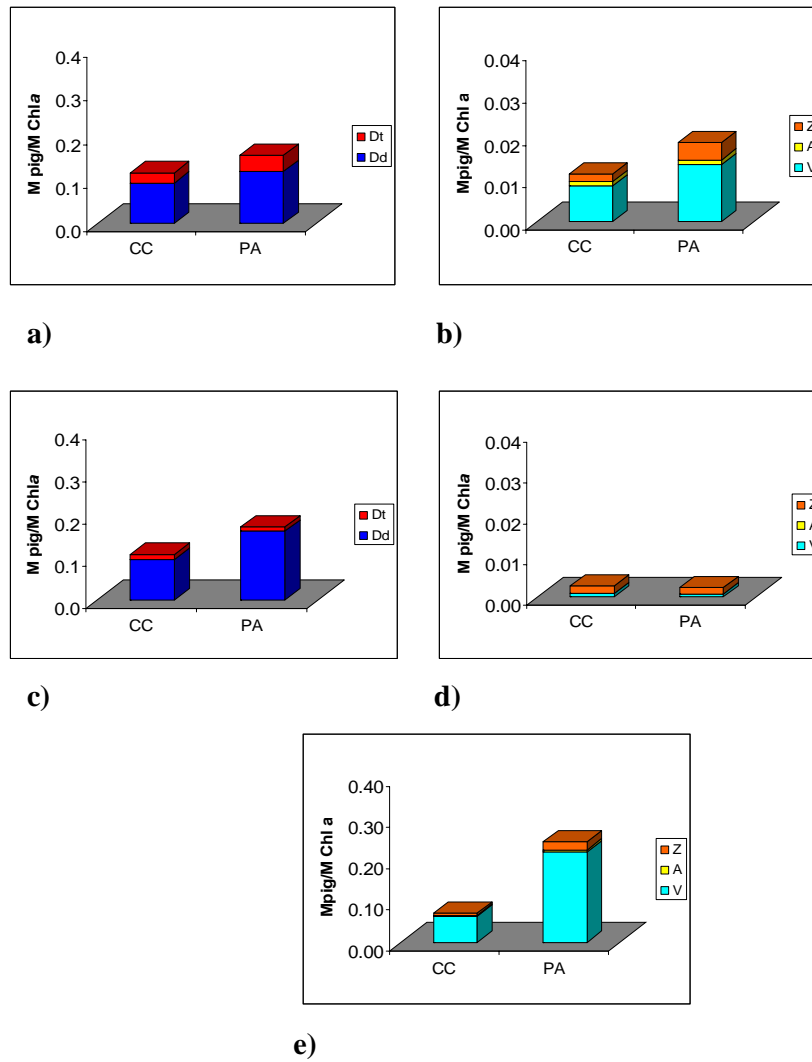 M pig/M Chla
0.4
0.3
0.2
0.1
0.0
CC PA
Dt
Dd
a)
Mpig/M Chl a
0.04
0.03
0.02
0.01
0.00
CC PA
Z
A
V
b)
M pig/M Chla
0.4
0.3
0.2
0.1
0.0
CC PA
Dt
Dd
c)
M pig/M Chla
0.04
0.03
0.02
0.01
0.00
CC PA
Z
A
V
d)
Mpig/M Chl a
0.40
0.30
0.20
0.10
0.00
CC PA
Z
A
V
e)